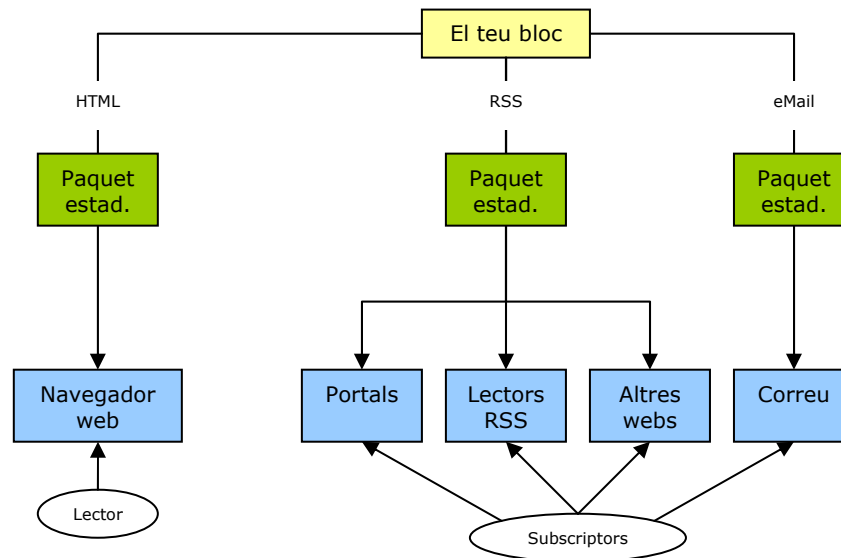 El teu bloc
HTML
RSS
eMail
Paquet
estad.
Paquet
estad.
Paquet
estad.
Navegador
web
Portals
Lectors
RSS
Altres
webs
Correu
Lector
Subscriptors